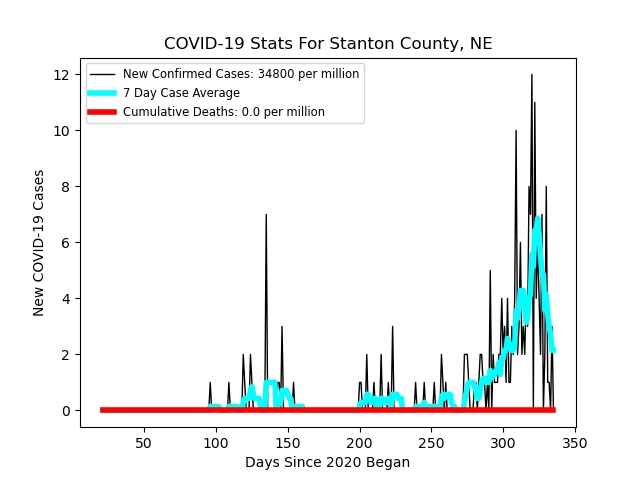 COVID-19 Stats For Stanton County, NE
New Confirmed Cases: 34800 per million
7 Day Case Average
Cumulative Deaths: 0.0 per million
New COVID-19 Cases
12
10
8
6
4
2
0
50 100 150 200 250 300 350
Days Since 2020 Began